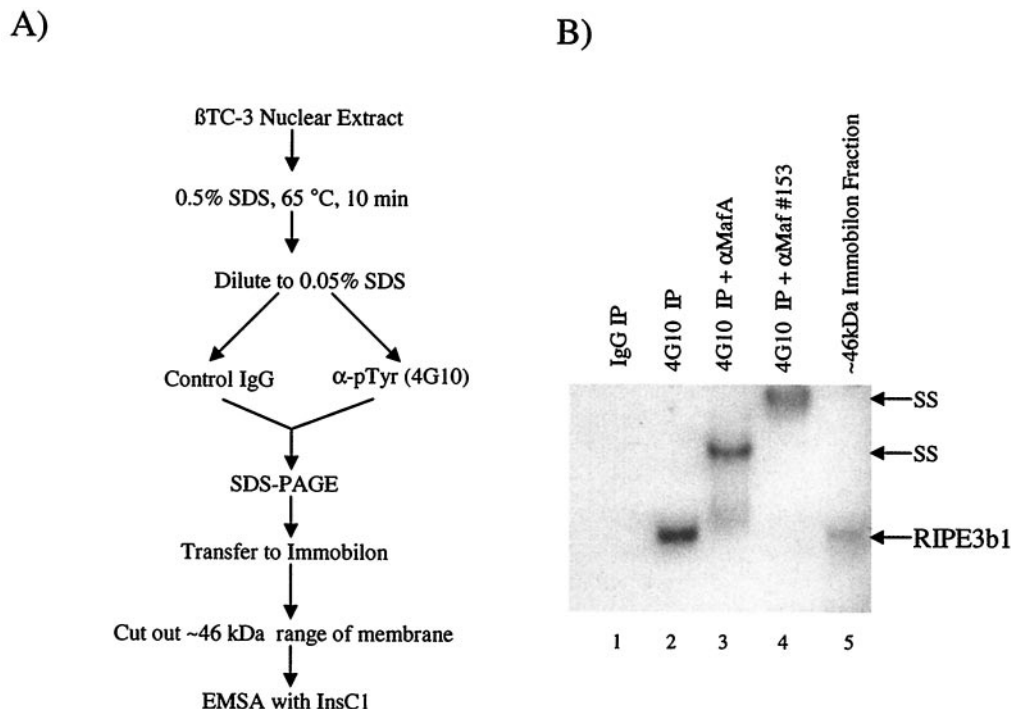 A)
ßTC-3 Nuclear Extract
0.5% SDS, 65 °C, 10 min
Dilute to 0.05% SDS
Control IgG
α-pTyr (4G10)
SDS-PAGE
Transfer to Immobilon
Cut out ~46 kDa range of membrane
EMSA with InsC1
B)
IgG IP
4G10 IP
4G10 IP + αMafA
4G10 IP + αMaf #153
~46kDa Immobilon Fraction
SS
SS
RIPE3b1
1 2 3 4 5